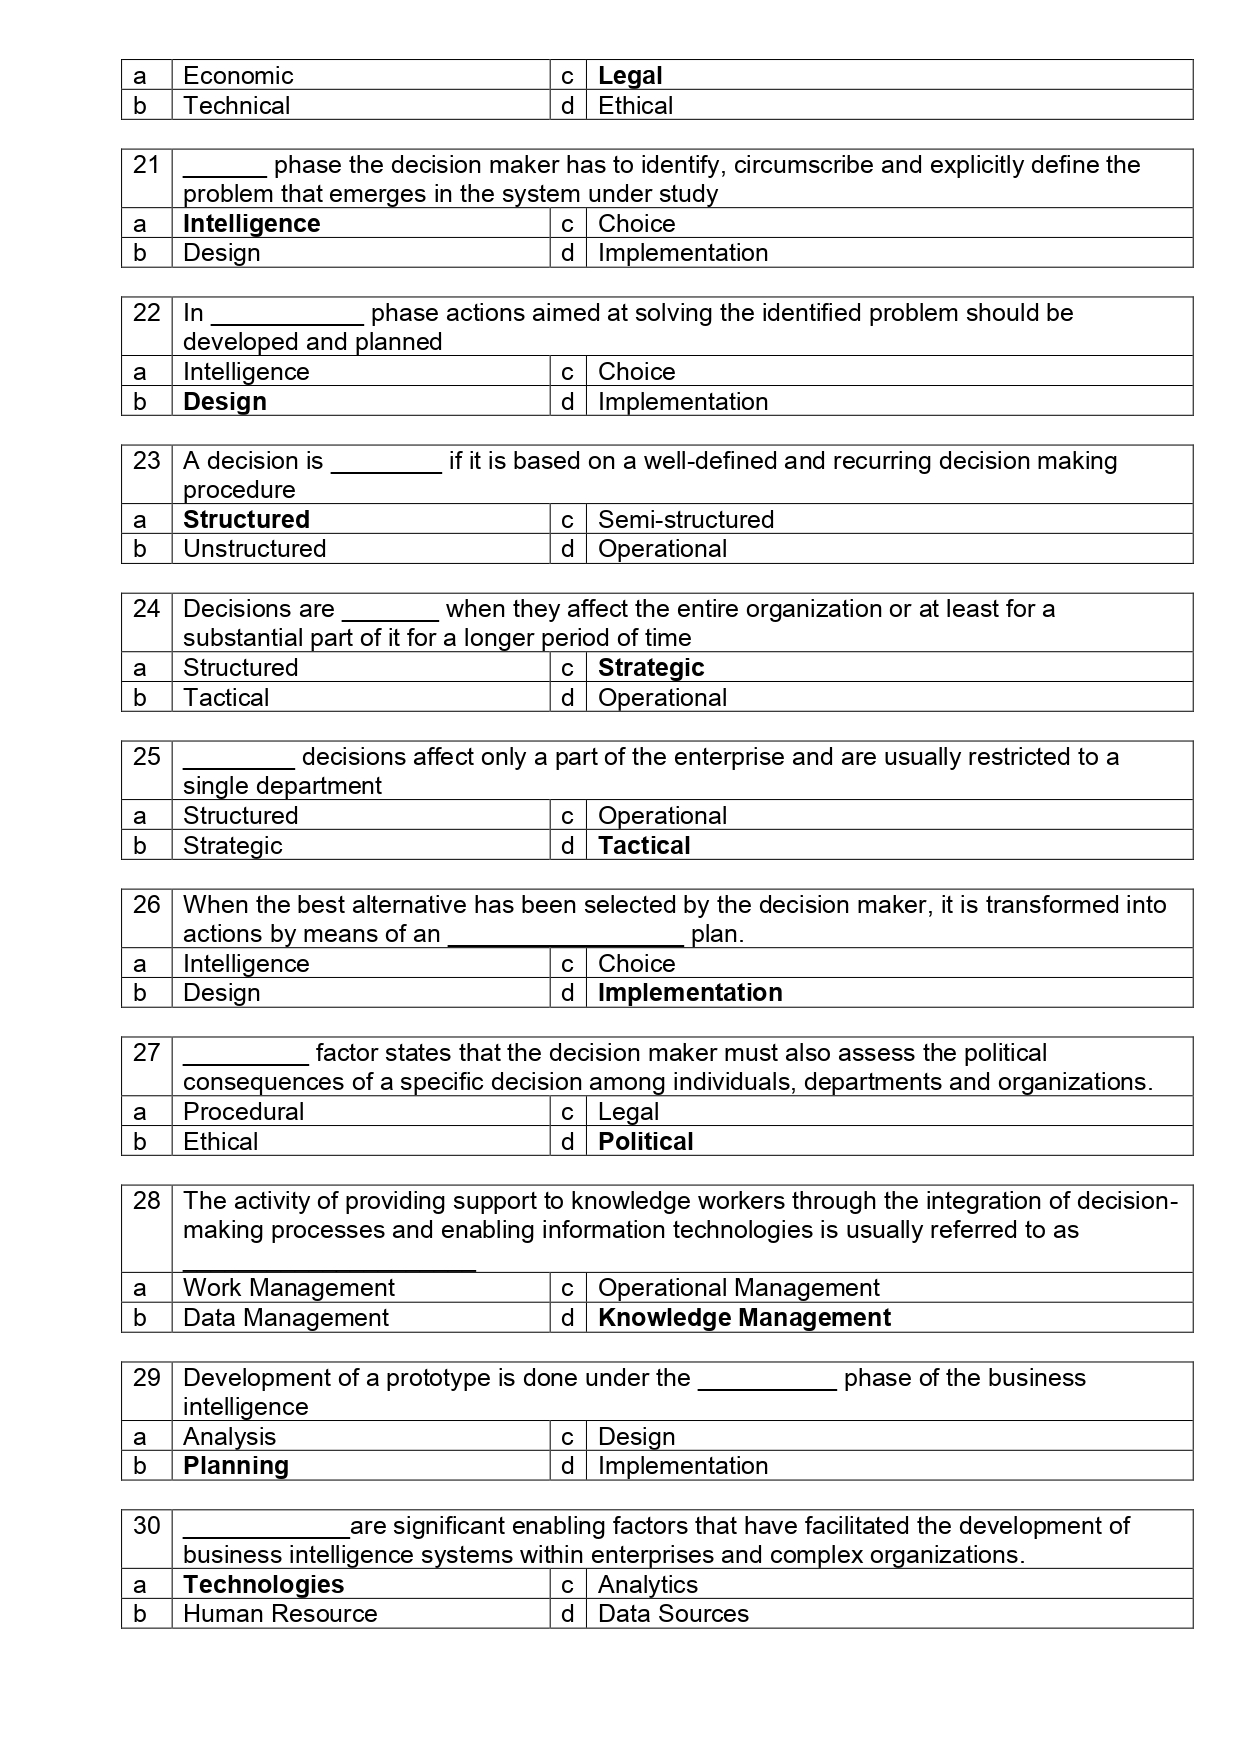 a Economic c Legal
b Technical d Ethical
21 ______ phase the decision maker has to identify, circumscribe and explicitly define the
problem that emerges in the system under study
a Intelligence c Choice
b Design d Implementation
22 In ___________ phase actions aimed at solving the identified problem should be
developed and planned
a Intelligence c Choice
b Design d Implementation
23 A decision is ________ if it is based on a well-defined and recurring decision making
procedure
a Structured c Semi-structured
b Unstructured d Operational
24 Decisions are _______ when they affect the entire organization or at least for a
substantial part of it for a longer period of time
a Structured c Strategic
b Tactical d Operational
25 ________ decisions affect only a part of the enterprise and are usually restricted to a
single department
a Structured c Operational
b Strategic d Tactical
26 When the best alternative has been selected by the decision maker, it is transformed into
actions by means of an _________________ plan.
a Intelligence c Choice
b Design d Implementation
27 _________ factor states that the decision maker must also assess the political
consequences of a specific decision among individuals, departments and organizations.
a Procedural c Legal
b Ethical d Political
28 The activity of providing support to knowledge workers through the integration of decision-
making processes and enabling information technologies is usually referred to as
_____________________
a Work Management c Operational Management
b Data Management d Knowledge Management
29 Development of a prototype is done under the __________ phase of the business
intelligence
a Analysis c Design
b Planning d Implementation
30 ____________are significant enabling factors that have facilitated the development of
business intelligence systems within enterprises and complex organizations.
a Technologies c Analytics
b Human Resource d Data Sources